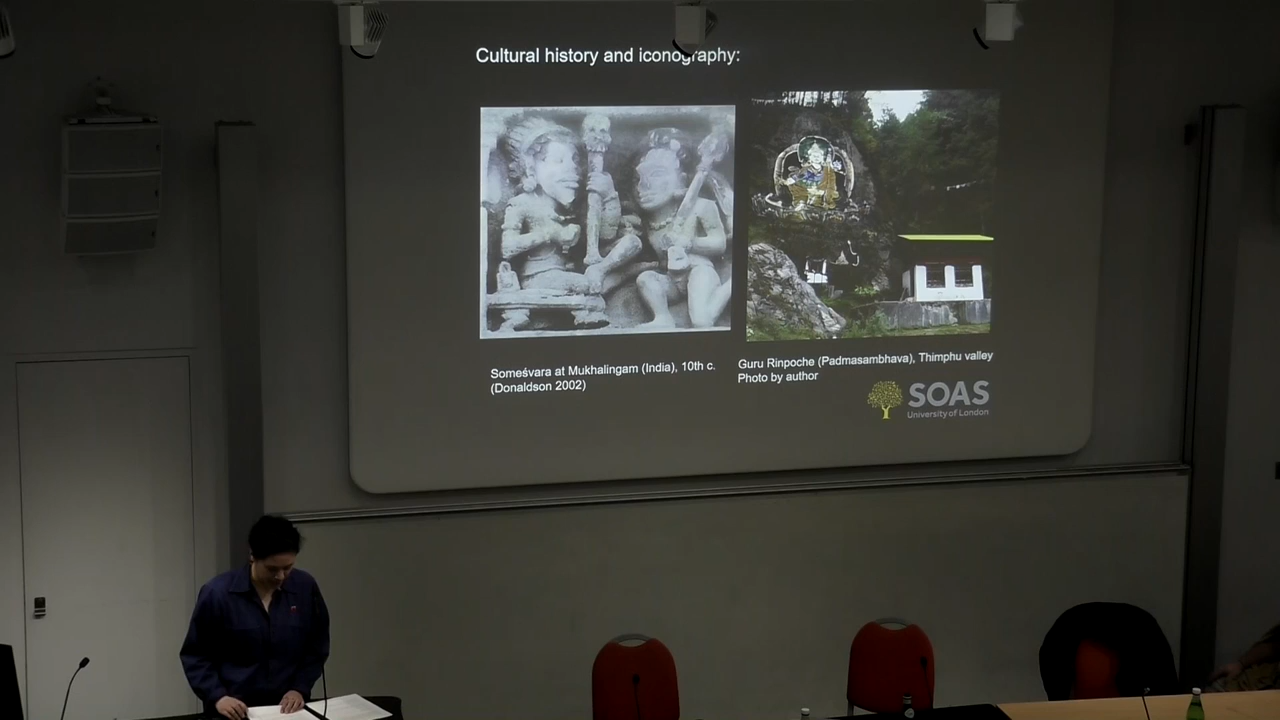 Cultural history and iconography:
Someśvara at Mukhalingam (India), 10th c.
(Donaldson 2002)
Guru Rinpoche (Padmasambhava), Thimphu valley
Photo by author
SOAS
University of London